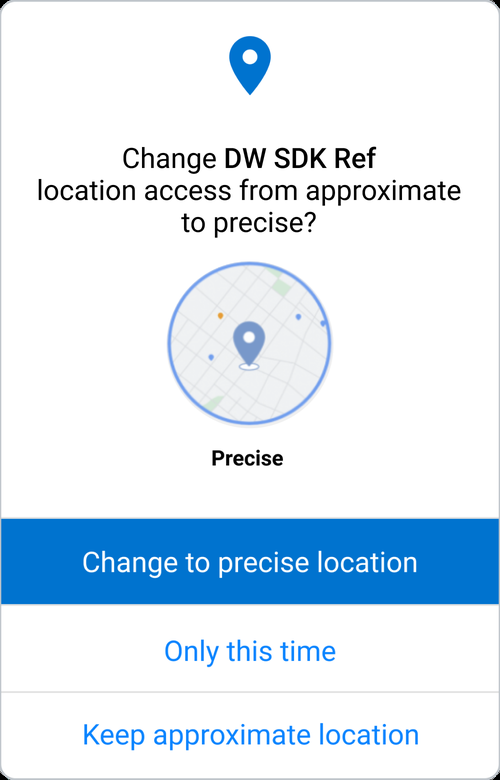 Change DW SDK Ref
location access from approximate
to precise?
Precise
Change to precise location
Only this time
Keep approximate location